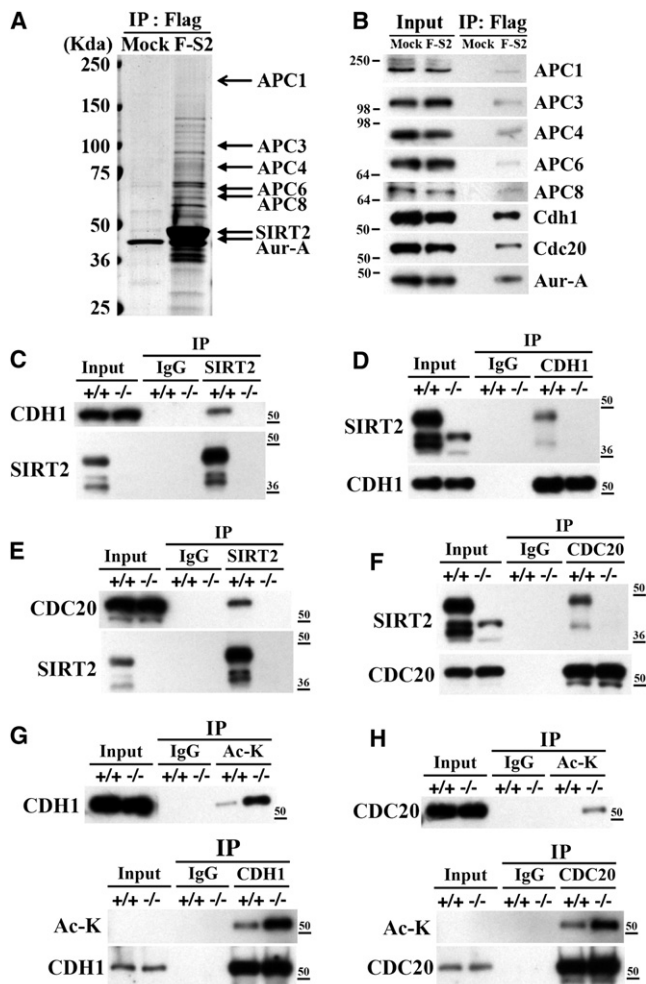 A
IP : Flag
(Kda) Mock F-S2
250
150
100
75
50
36
25
APC1
APC3
APC4
APC6
APC8
SIRT2
Aur-A
B
Input IP: Flag
Mock F-S2 Mock F-S2
250
98
98
64
64
50
50
APC1
APC3
APC4
APC6
APC8
Cdh1
Cdc20
Aur-A
C
IP
Input IgG SIRT2
+/+ -/- +/+ -/- +/+ -/-
CDH1
50
50
SIRT2
36
D
IP
Input IgG CDH1
+/+ -/- +/+ -/- +/+ -/-
50
SIRT2
36
CDH1
50
E
IP
Input IgG SIRT2
+/+ -/- +/+ -/- +/+ -/-
CDC20
50
50
SIRT2
36
F
IP
Input IgG CDC20
+/+ -/- +/+ -/- +/+ -/-
50
SIRT2
36
CDC20
50
G
IP
Input IgG Ac-K
+/+ -/- +/+ -/- +/+ -/-
CDH1
50
IP
Input IgG CDH1
+/+ -/- +/+ -/- +/+ -/-
Ac-K
50
CDH1
50
H
IP
Input IgG Ac-K
+/+ -/- +/+ -/- +/+ -/-
CDC20
50
IP
Input IgG CDC20
+/+ -/- +/+ -/- +/+ -/-
Ac-K
50
CDC20
50